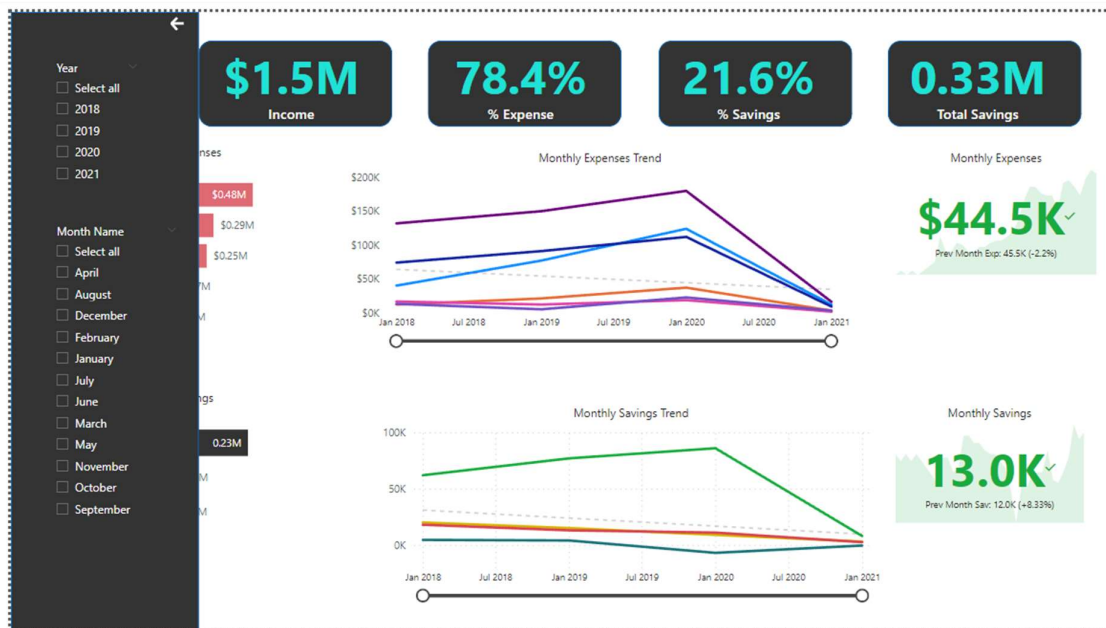 Year
Select all
2018
2019
2020
2021
Month Name
Select all
April
August
December
February
January
July
June
March
May
November
October
September
$1.5M
Income
78.4%
% Expense
21.6%
% Savings
0.33M
Total Savings
nses
$0.48M
$0.29M
$0.25M
7M
M
Monthly Expenses Trend
$200K
$150K
$100K
$50K
$0K
Jan 2018 Jul 2018 Jan 2019 Jul 2019 Jan 2020 Jul 2020 Jan 2021
Monthly Expenses
$44.5K
Prev Month Exp: 45.5K (-2.2%)
ngs
0.23M
M
M
Monthly Savings Trend
100K
50K
0K
Jan 2018 Jul 2018 Jan 2019 Jul 2019 Jan 2020 Jul 2020 Jan 2021
Monthly Savings
13.0K
Prev Month Sav: 12.0K (+8.33%)